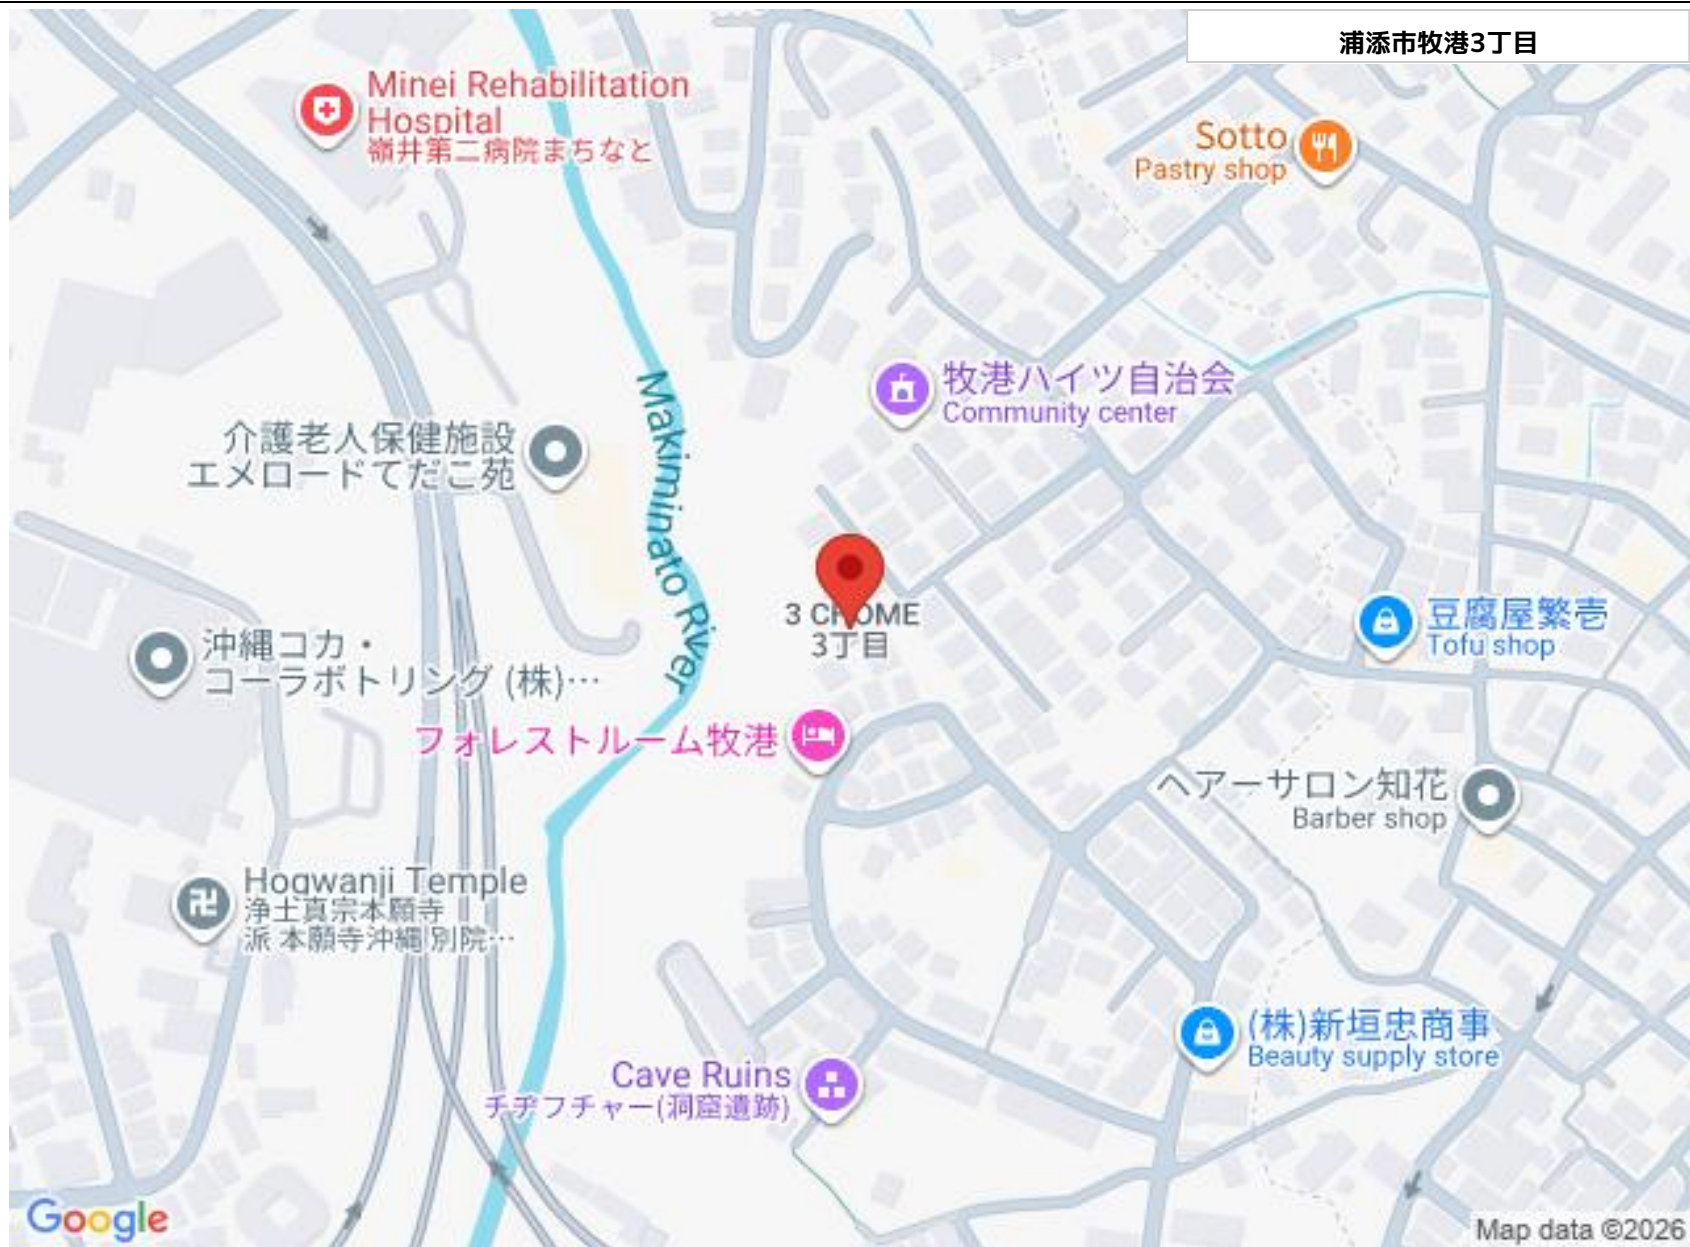 浦添市牧港3丁目
Minei Rehabilitation
Hospital
嶺井第二病院まちなと
Sotto
Pastry shop
牧港ハイツ自治会
Community center
介護老人保健施設
エメロードてだこ苑
Makiminato River
3 CHOME
3丁目
豆腐屋繁壱
Tofu shop
沖縄コカ・
コーラボトリング (株)…
フォレストルーム牧港
ヘアーサロン知花
Barber shop
Hogwanji Temple
浄土真宗本願寺
派 本願寺沖縄別院…
(株)新垣忠商事
Beauty supply store
Cave Ruins
チヂフチャー(洞窟遺跡)
Google
Map data ©2026